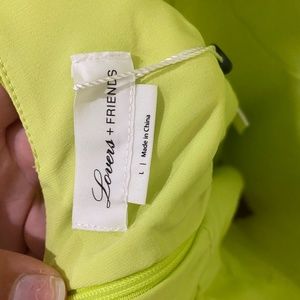 Lovers + FRIENDS
L | Made in China